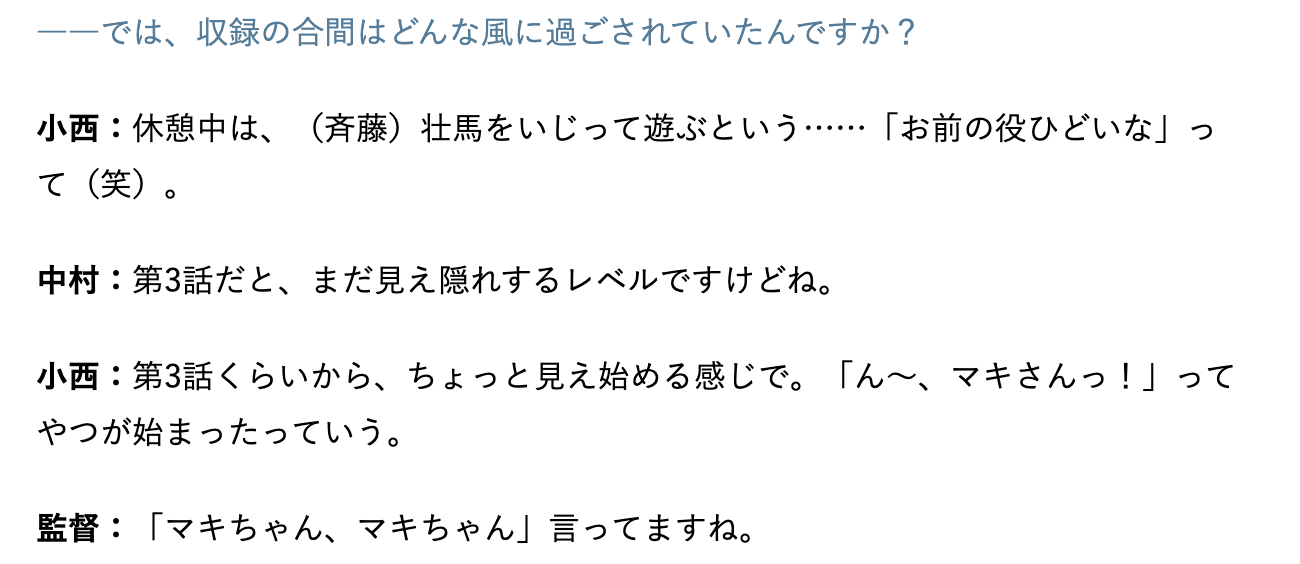 ――では、収録の合間はどんな風に過ごされていたんですか？
小西：休憩中は、（斉藤）壮馬をいじって遊ぶという……「お前の役ひどいな」っ
て（笑）。
中村：第3話だと、まだ見え隠れするレベルですけどね。
小西：第3話くらいから、ちょっと見え始める感じで。「ん〜、マキさんっ！」って
やつが始まったっていう。
監督：「マキちゃん、マキちゃん」言ってますね。